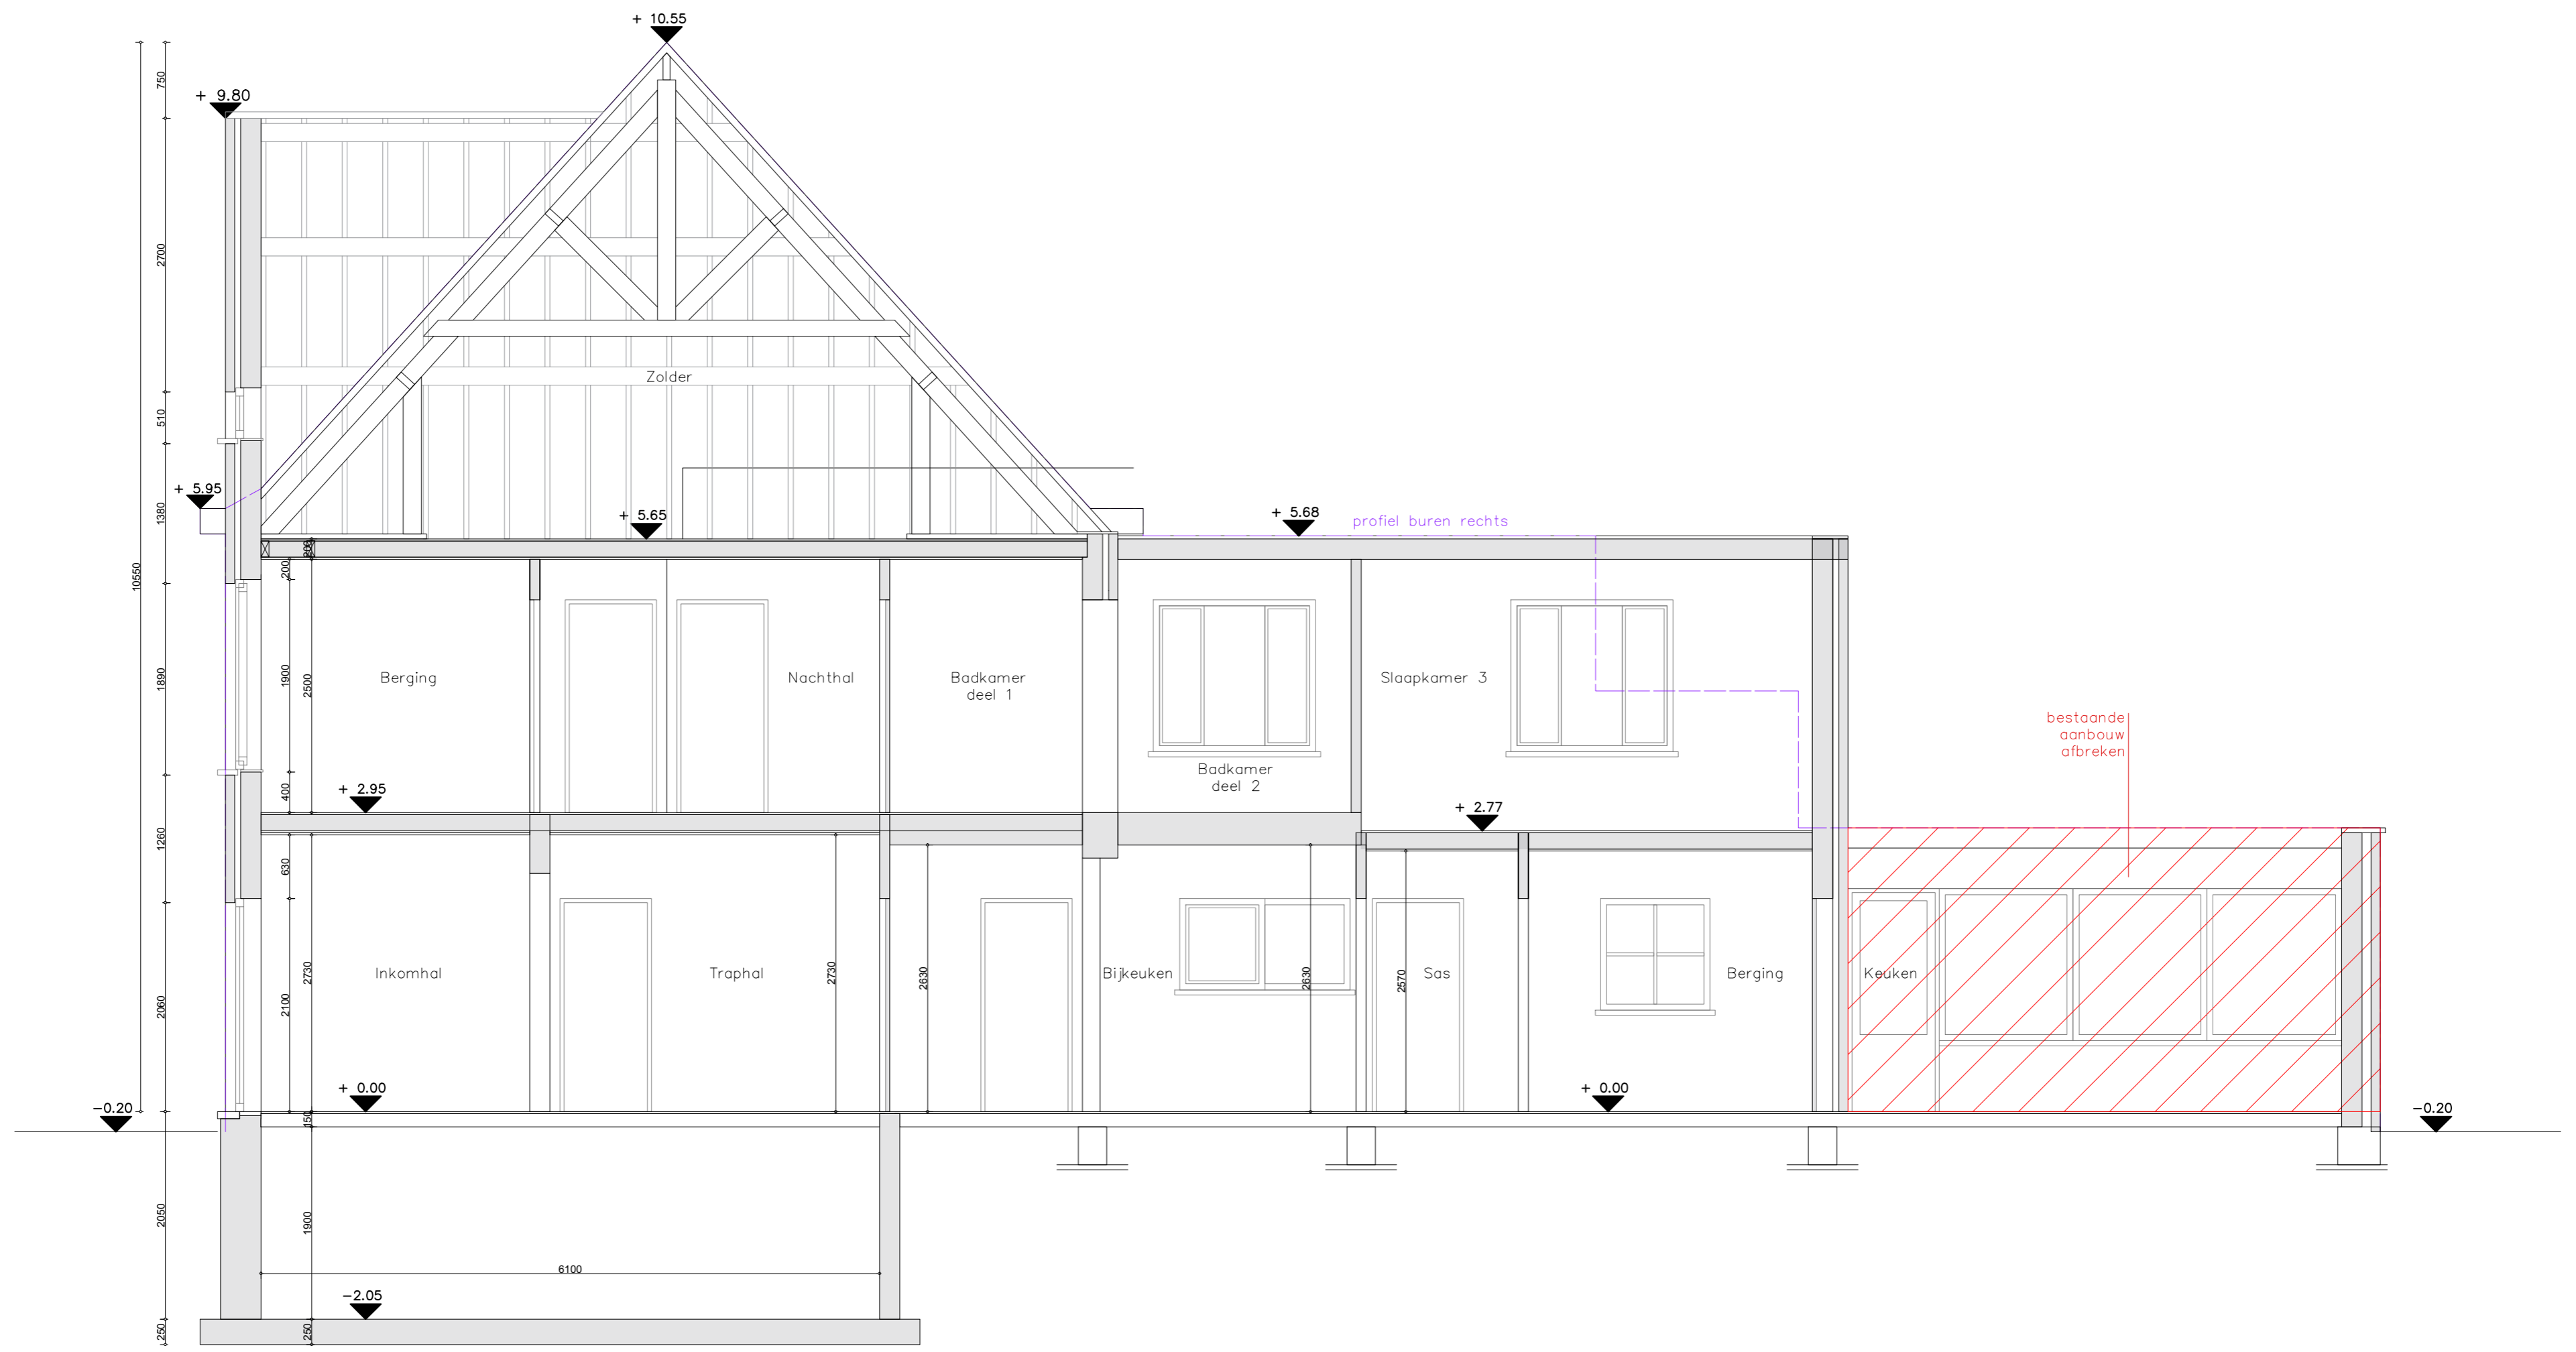 + 10.55
750
+ 9.80
2700
Zolder
510
+ 5.95
1380
+ 5.65
+ 5.68
profiel buren rechts
200
200
10550
1890
1900
2500
Berging
Nachthal
Badkamer
deel 1
Slaapkamer 3
bestaande
aanbouw
afbreken
Badkamer
deel 2
400
+ 2.95
+ 2.77
1260
630
2060
2100
2730
Inkomhal
Traphal
2730
2630
Bijkeuken
2630
2570
Sas
Berging
Keuken
+ 0.00
+ 0.00
-0.20
-0.20
150
2050
1900
6100
-2.05
250
250